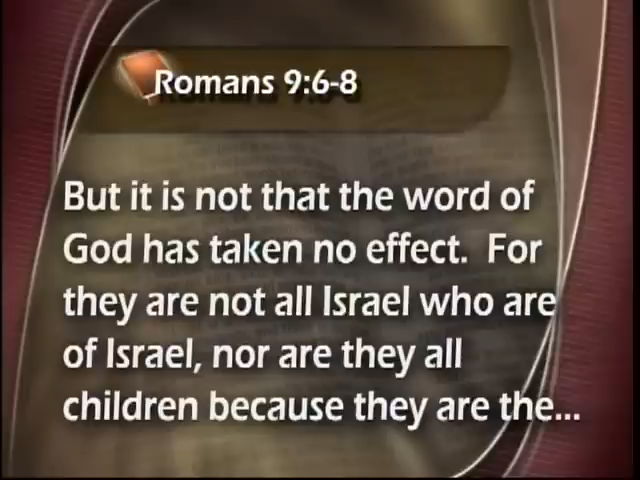 Romans 9:6-8
But it is not that the word of
God has taken no effect.  For
they are not all Israel who are
of Israel, nor are they all
children because they are the...